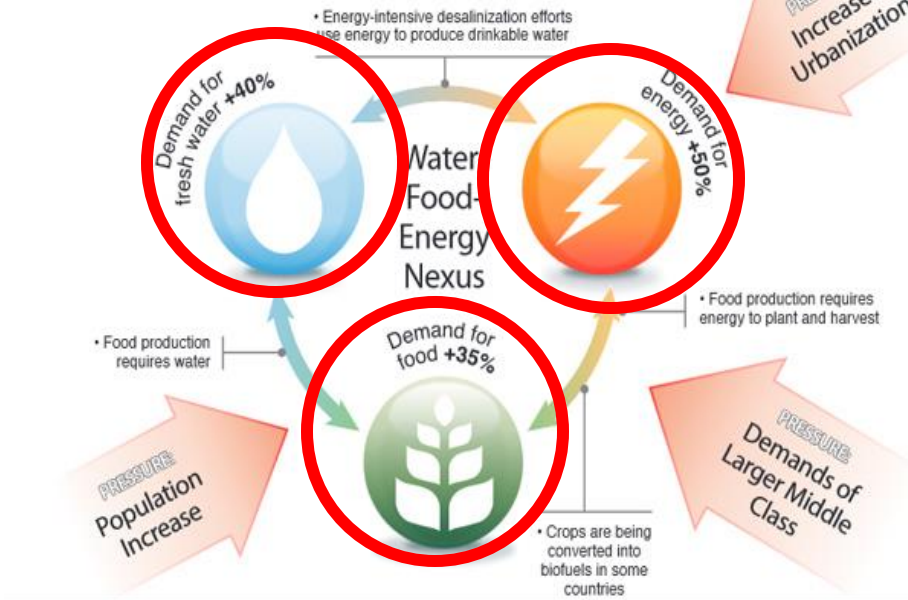 • Energy-intensive desalinization efforts
use energy to produce drinkable water
Demand for
fresh water +40%
Demand for
energy +50%
Water
Food-
Energy
Nexus
Increase
Urbanization
• Food production
requires water
Demand for
food +35%
• Food production requires
energy to plant and harvest
PRESSURE:
Population
Increase
PRESSURE:
Demands of
Larger Middle
Class
• Crops are being
converted into
biofuels in some
countries